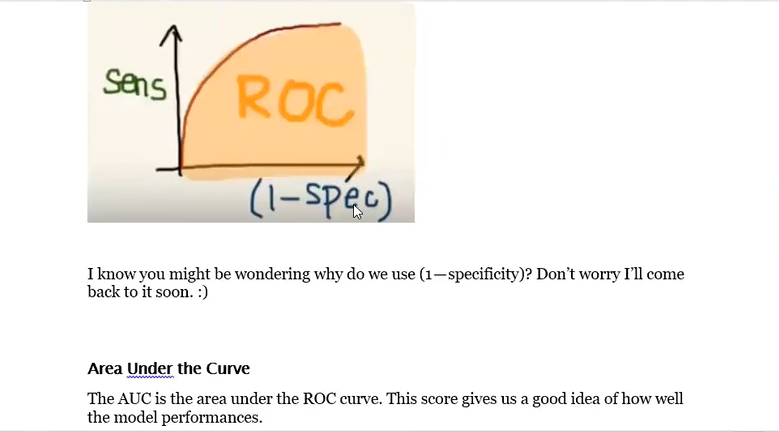 sens
ROC
(1-spec)
I know you might be wondering why do we use (1—specificity)? Don’t worry I’ll come
back to it soon. :)
Area Under the Curve
The AUC is the area under the ROC curve. This score gives us a good idea of how well
the model performances.